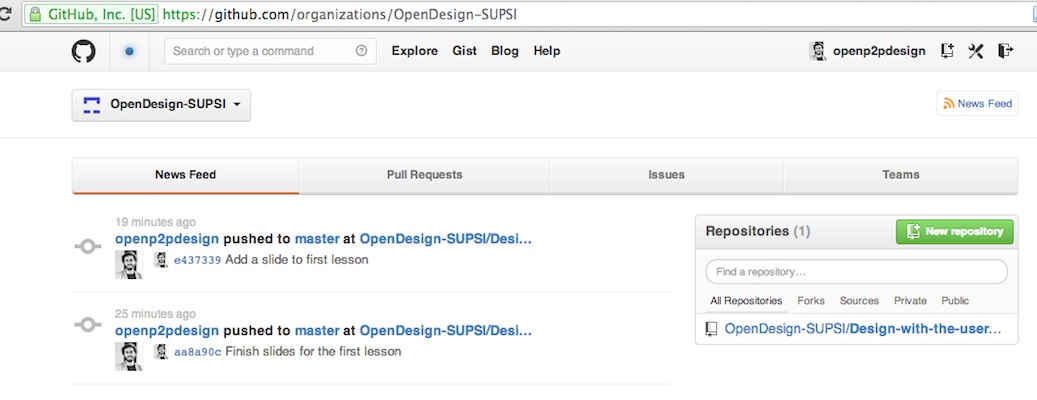 GitHub, Inc. [US] https://github.com/organizations/OpenDesign-SUPSI
Search or type a command Explore Gist Blog Help openp2pdesign
OpenDesign-SUPSI News Feed
News Feed Pull Requests Issues Teams
19 minutes ago
openp2pdesign pushed to master at OpenDesign-SUPSI/Desi...
e437339 Add a slide to first lesson
25 minutes ago
openp2pdesign pushed to master at OpenDesign-SUPSI/Desi...
aa8a90c Finish slides for the first lesson
Repositories (1) New repository
Find a repository...
All Repositories Forks Sources Private Public
OpenDesign-SUPSI/Design-with-the-user...